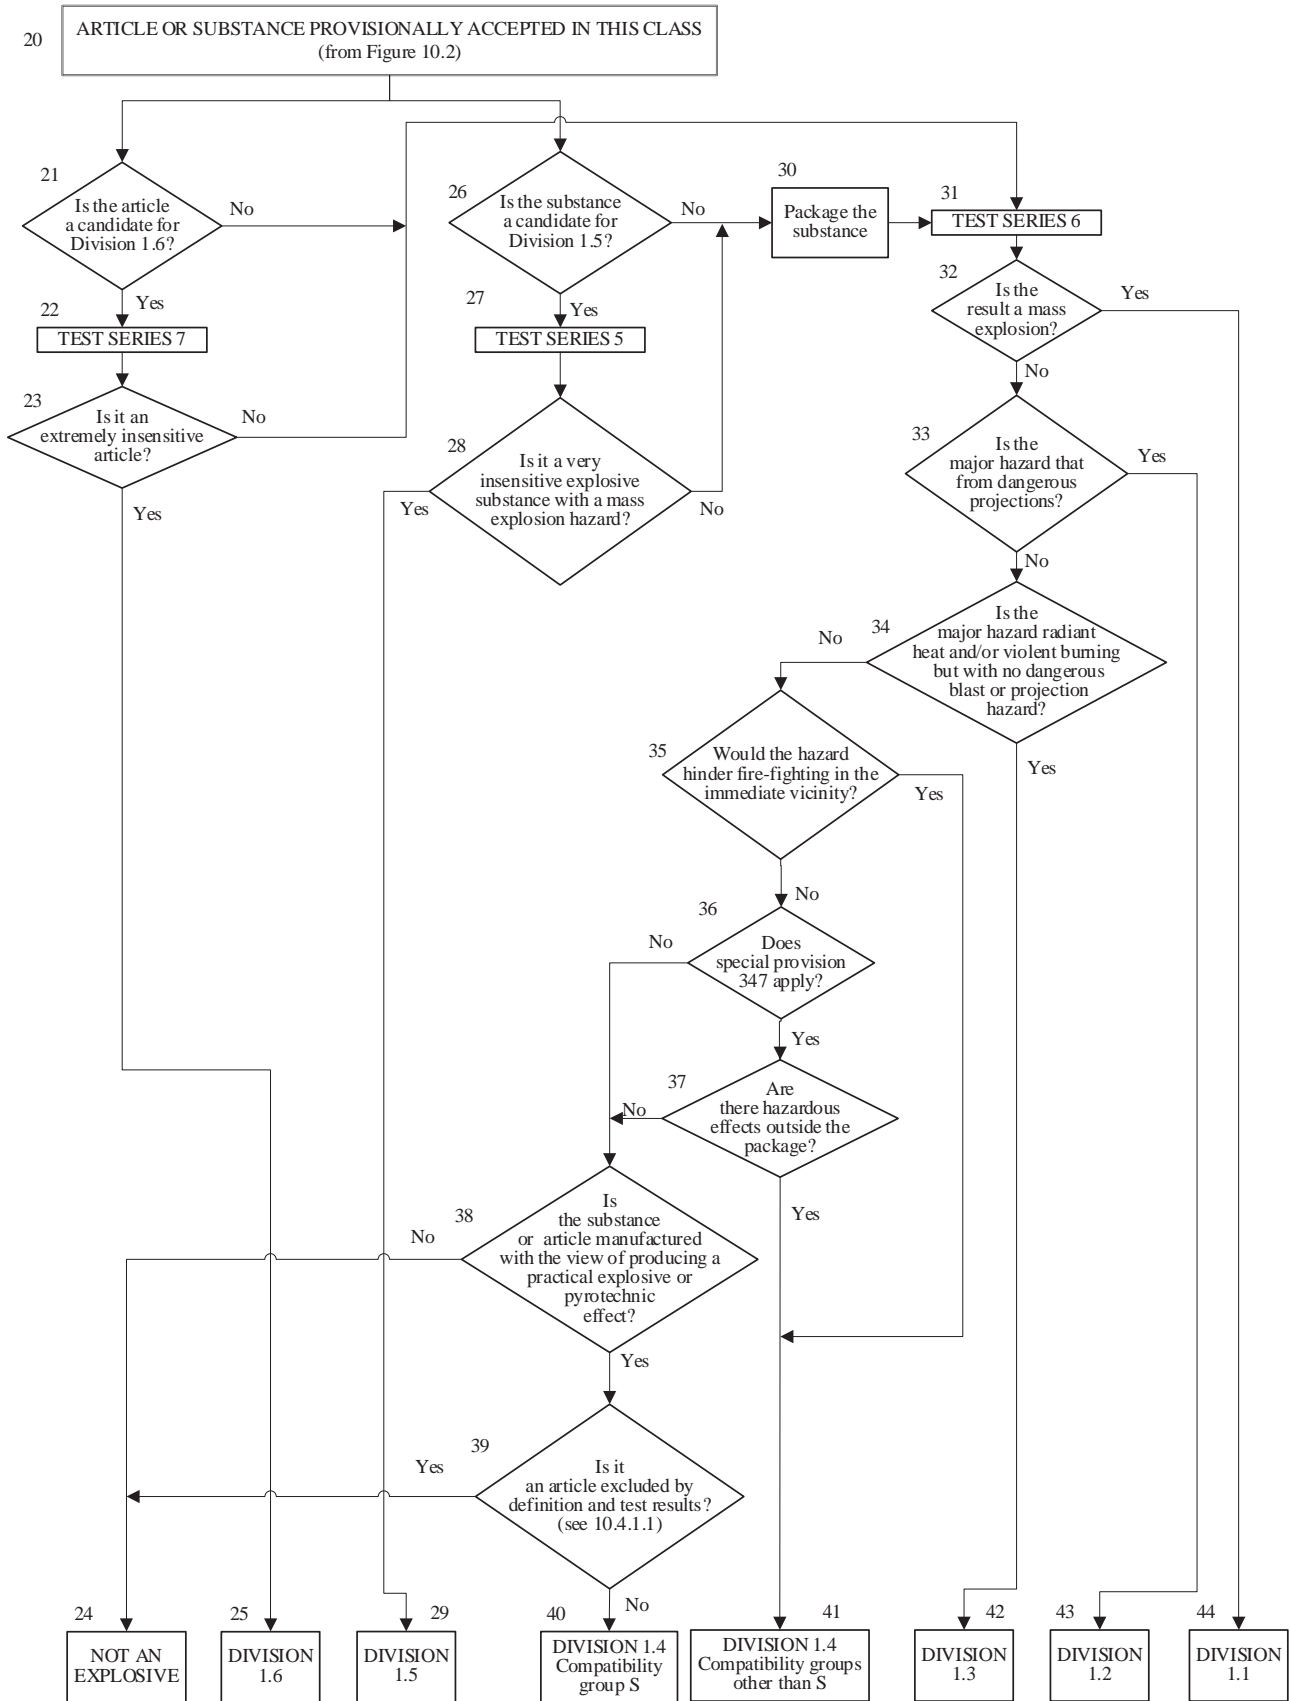 20
ARTICLE OR SUBSTANCE PROVISIONALLY ACCEPTED IN THIS CLASS
(from Figure 10.2)
21
Is the article
a candidate for
Division 1.6?
No
Yes
22
TEST SERIES 7
23
Is it an
extremely insensitive
article?
No
Yes
26
Is the substance
a candidate for
Division 1.5?
No
Yes
27
TEST SERIES 5
28
Is it a very
insensitive explosive
substance with a mass
explosion hazard?
Yes
No
30
Package the
substance
31
TEST SERIES 6
32
Is the
result a mass
explosion?
Yes
No
33
Is the
major hazard that
from dangerous
projections?
Yes
No
34
Is the
major hazard radiant
heat and/or violent burning
but with no dangerous
blast or projection
hazard?
No
Yes
35
Would the hazard
hinder fire-fighting in the
immediate vicinity?
Yes
No
36
Does
special provision
347 apply?
No
Yes
37
Are
there hazardous
effects outside the
package?
No
Yes
38
Is
the substance
or article manufactured
with the view of producing a
practical explosive or
pyrotechnic
effect?
No
Yes
39
Is it
an article excluded by
definition and test results?
(see 10.4.1.1)
Yes
No
24
NOT AN
EXPLOSIVE
25
DIVISION
1.6
29
DIVISION
1.5
40
DIVISION 1.4
Compatibility
group S
41
DIVISION 1.4
Compatibility groups
other than S
42
DIVISION
1.3
43
DIVISION
1.2
44
DIVISION
1.1